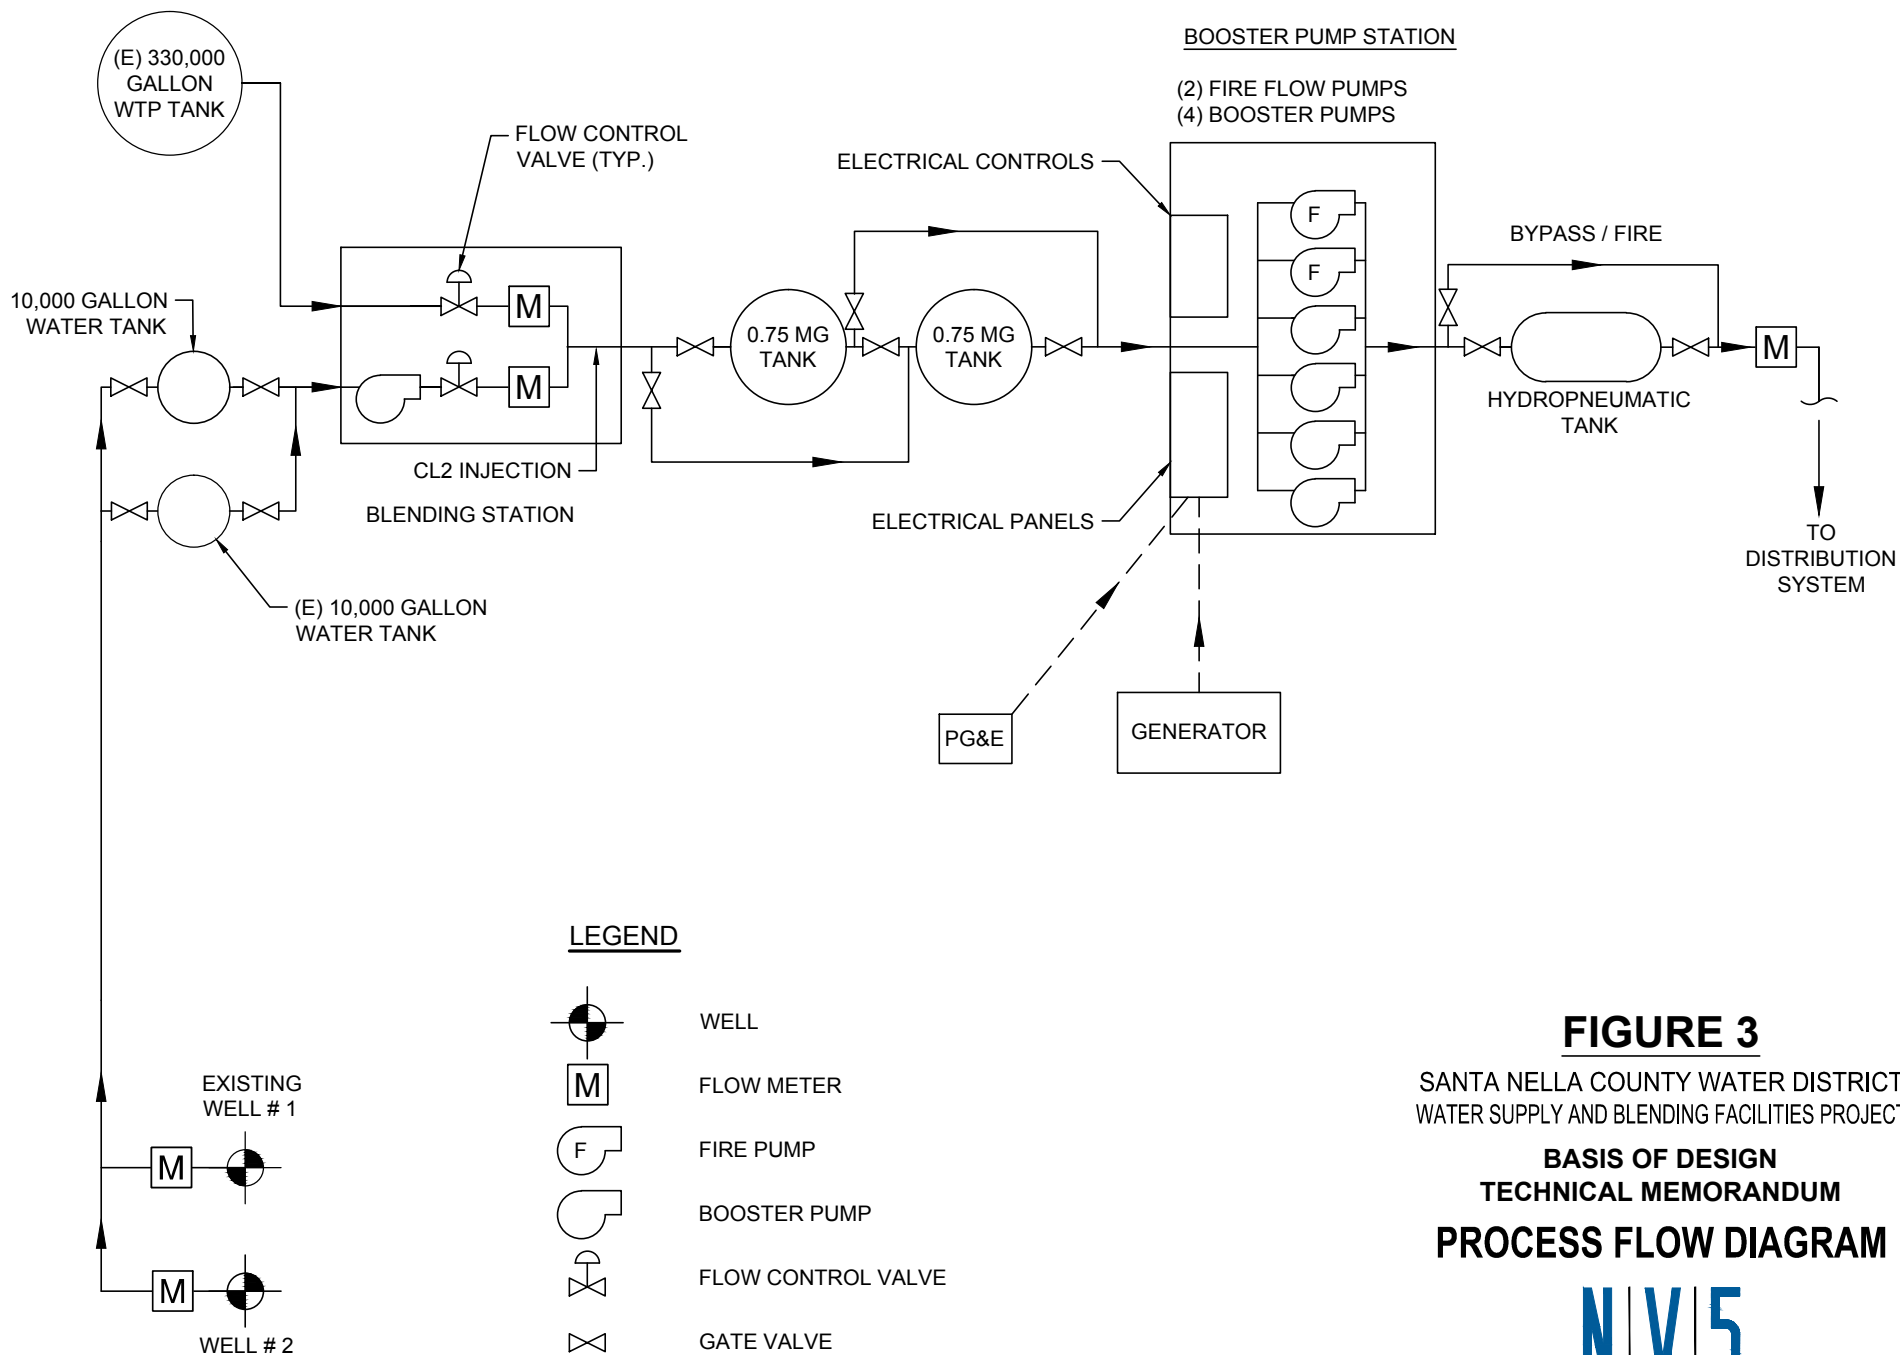 (E) 330,000
GALLON
WTP TANK
FLOW CONTROL
VALVE (TYP.)
BOOSTER PUMP STATION
(2) FIRE FLOW PUMPS
(4) BOOSTER PUMPS
ELECTRICAL CONTROLS
F
F
BYPASS / FIRE
10,000 GALLON
WATER TANK
M
M
0.75 MG
TANK
0.75 MG
TANK
M
HYDROPNEUMATIC
TANK
CL2 INJECTION
BLENDING STATION
ELECTRICAL PANELS
TO
DISTRIBUTION
SYSTEM
(E) 10,000 GALLON
WATER TANK
PG&E
GENERATOR
EXISTING
WELL # 1
M
M
WELL # 2
LEGEND
WELL
M
FLOW METER
F
FIRE PUMP
BOOSTER PUMP
FLOW CONTROL VALVE
GATE VALVE
FIGURE 3
SANTA NELLA COUNTY WATER DISTRICT
WATER SUPPLY AND BLENDING FACILITIES PROJECT
BASIS OF DESIGN
TECHNICAL MEMORANDUM
PROCESS FLOW DIAGRAM
N|V|5